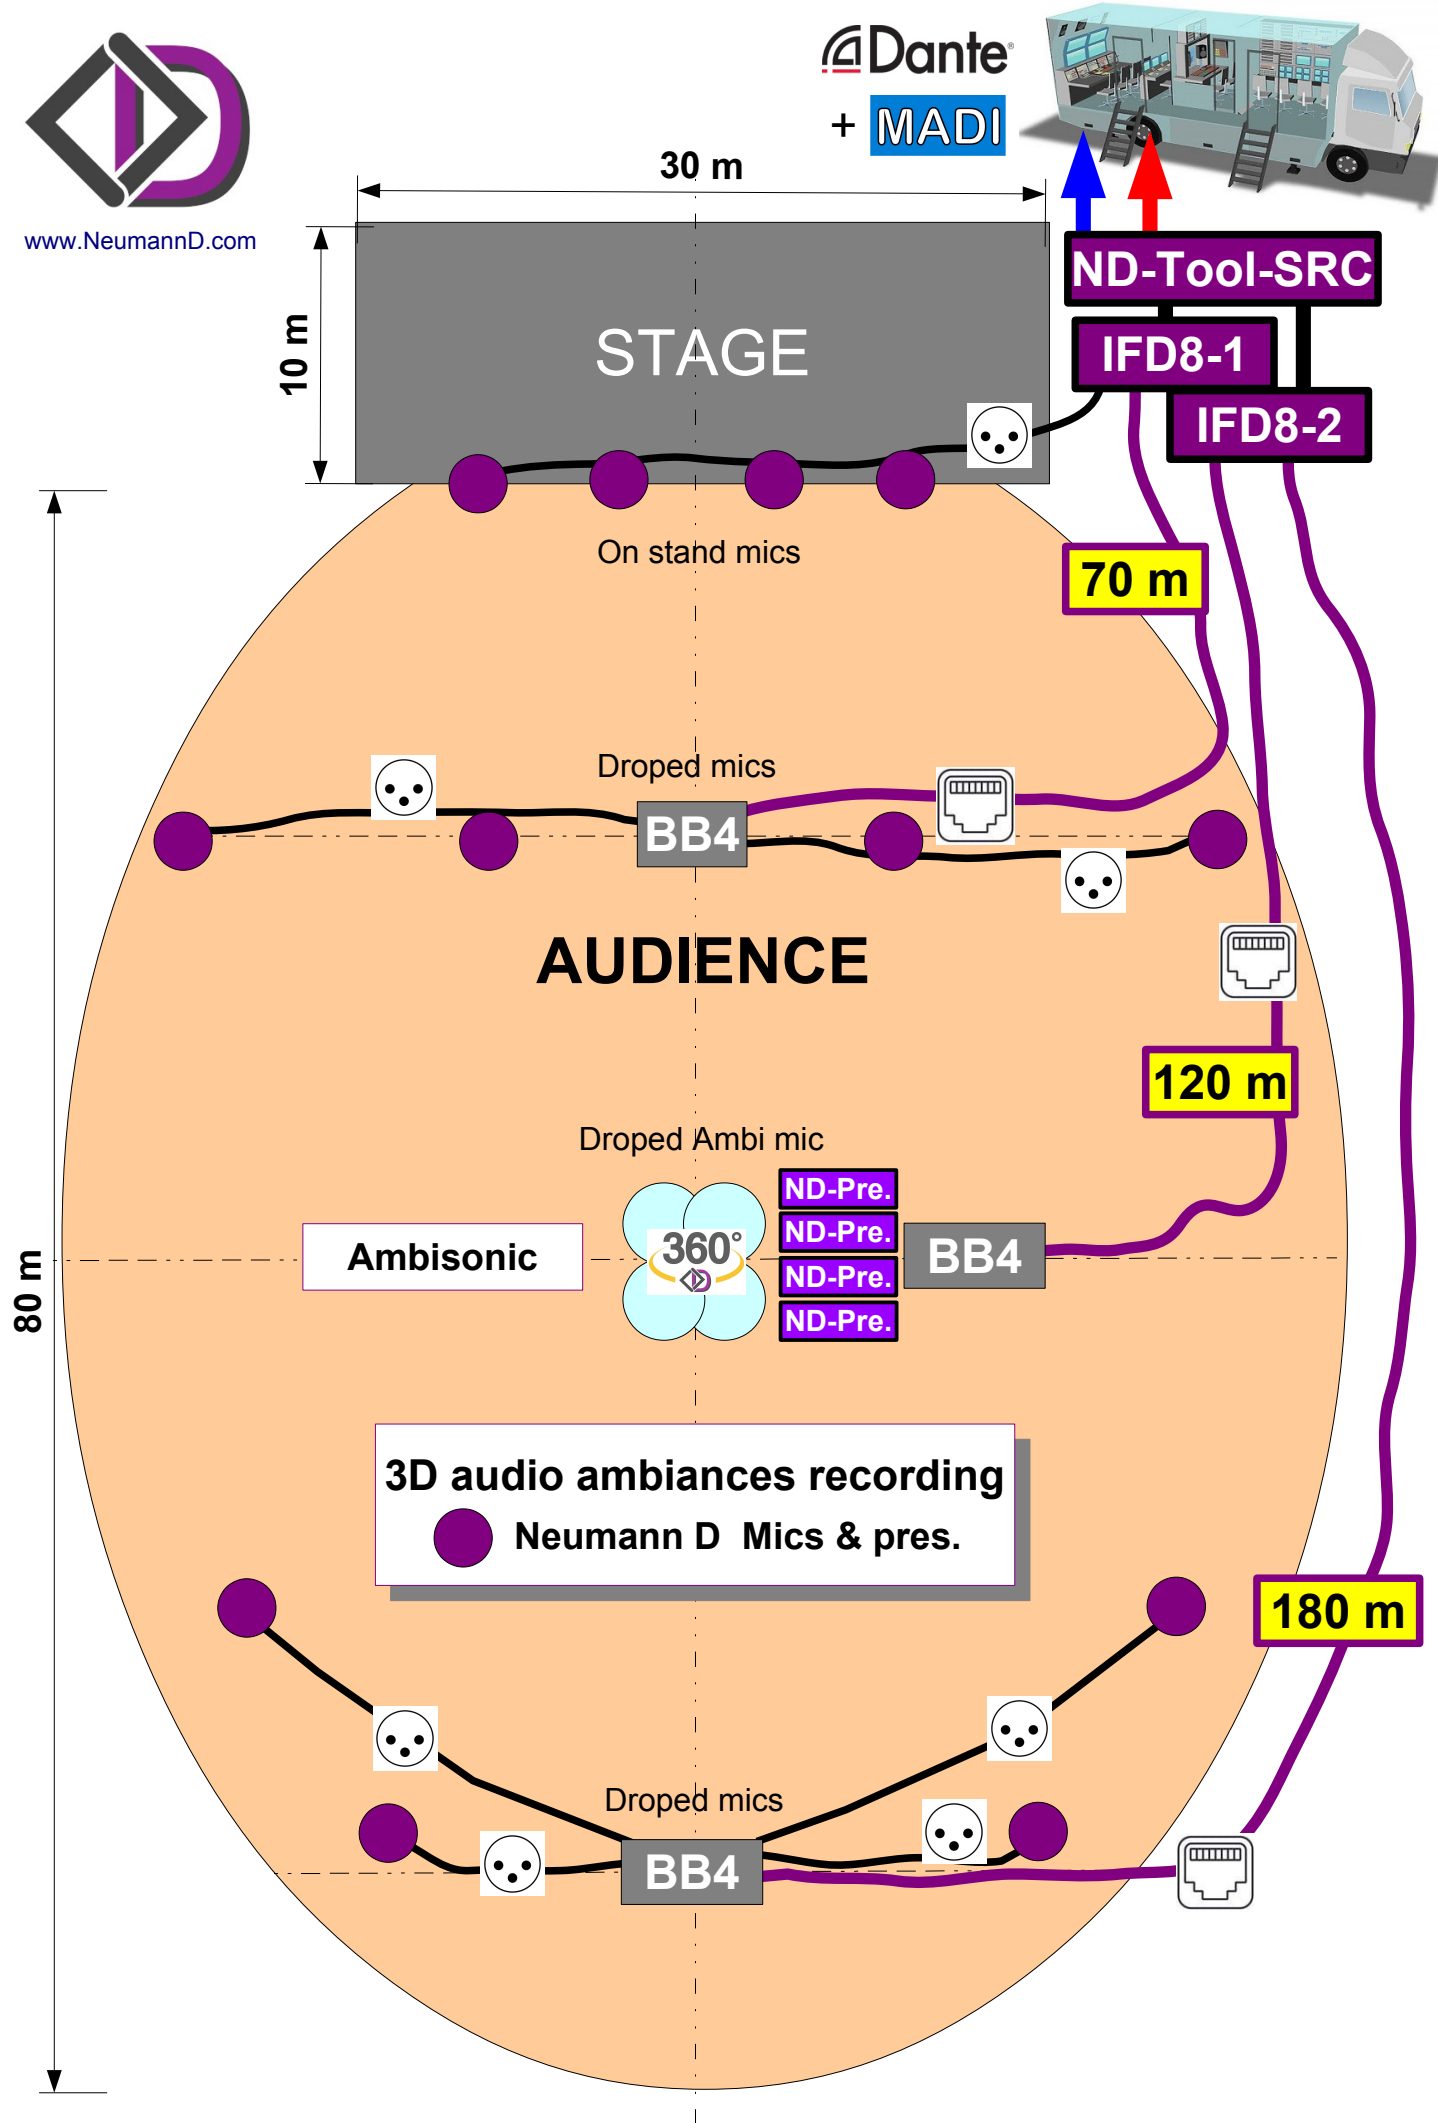 Dante®
+ MADI
www.NeumannD.com
30 m
10 m
STAGE
ND-Tool-SRC
IFD8-1
IFD8-2
On stand mics
70 m
Droped mics
BB4
AUDIENCE
120 m
Droped Ambi mic
80 m
Ambisonic
360°
ND-Pre.
ND-Pre.
ND-Pre.
ND-Pre.
BB4
3D audio ambiances recording
Neumann D Mics & pres.
180 m
Droped mics
BB4